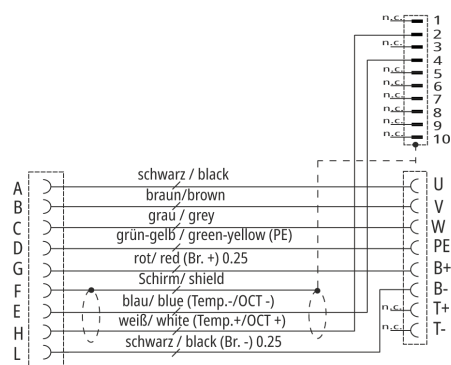 n.c. 1
2
n.c. 3
4
n.c. 5
n.c. 6
n.c. 7
n.c. 8
n.c. 9
n.c. 10
A schwarz / black U
B braun/brown V
C grau / grey W
D grün-gelb / green-yellow (PE) PE
G rot/ red (Br. +) 0.25 B+
F Schirm/ shield B-
E blau/ blue (Temp.-/OCT -) n.c. T+
H weiß/ white (Temp.+/OCT +) n.c. T-
L schwarz / black (Br. -) 0.25